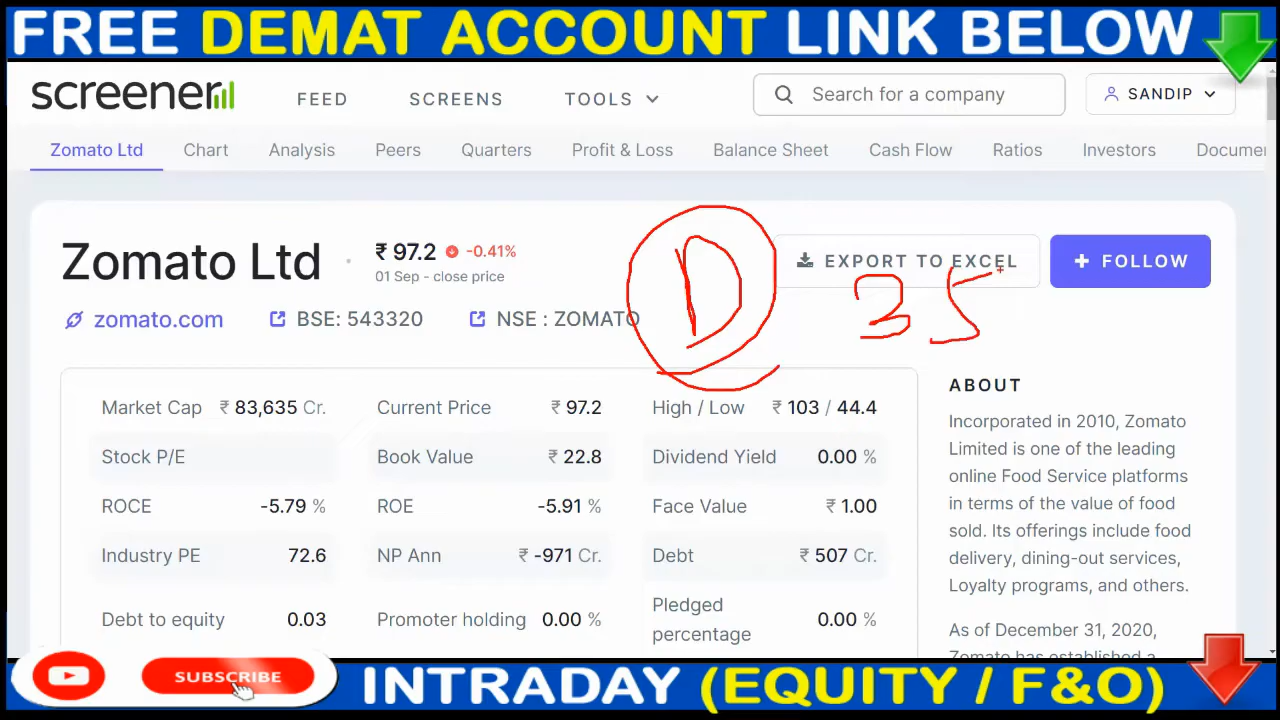 FREE DEMAT ACCOUNT LINK BELOW
screener FEED SCREENS TOOLS Search for a company SANDIP
Zomato Ltd Chart Analysis Peers Quarters Profit & Loss Balance Sheet Cash Flow Ratios Investors Documen
Zomato Ltd ₹ 97.2 -0.41%
01 Sep - close price
D
EXPORT TO EXCEL
+ FOLLOW
35
zomato.com BSE: 543320 NSE : ZOMATO
Market Cap ₹ 83,635 Cr. Current Price ₹ 97.2 High / Low ₹ 103 / 44.4
Stock P/E Book Value ₹ 22.8 Dividend Yield 0.00 %
ROCE -5.79 % ROE -5.91 % Face Value ₹ 1.00
Industry PE 72.6 NP Ann ₹ -971 Cr. Debt ₹ 507 Cr.
Debt to equity 0.03 Promoter holding 0.00 % Pledged percentage 0.00 %
ABOUT
Incorporated in 2010, Zomato
Limited is one of the leading
online Food Service platforms
in terms of the value of food
sold. Its offerings include food
delivery, dining-out services,
Loyalty programs, and others.
As of December 31, 2020,
Zomato has established a
SUBSCRIBE
INTRADAY (EQUITY / F&O)